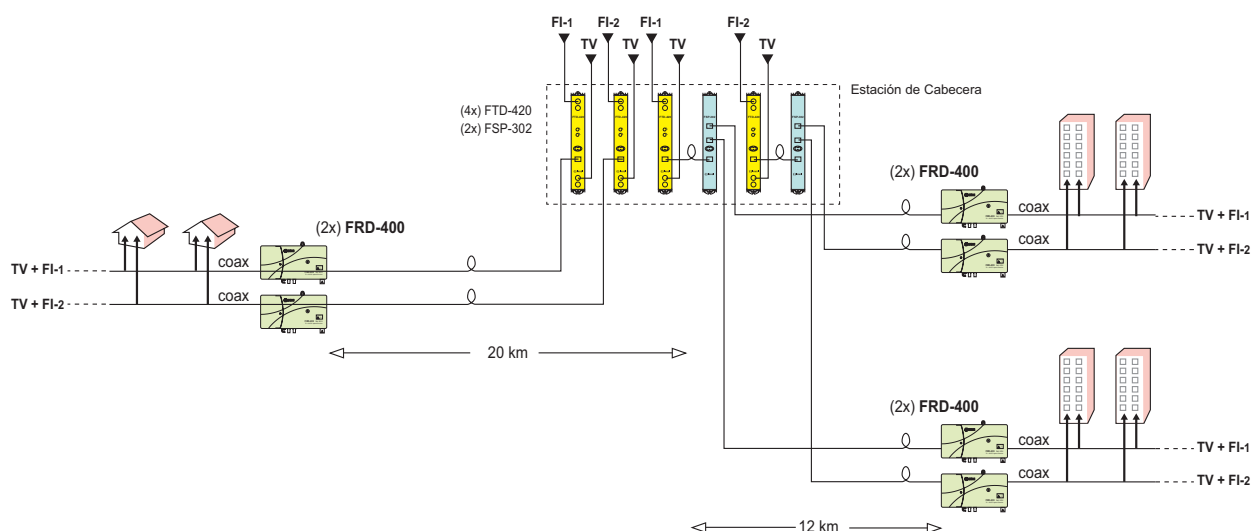 FI-1
FI-2
FI-1
FI-2
TV
TV
TV
TV
Estación de Cabecera
(4x) FTD-420
(2x) FSP-302
(2x) FRD-400
(2x) FRD-400
coax
coax
TV + FI-1
TV + FI-2
coax
coax
TV + FI-1
TV + FI-2
20 km
(2x) FRD-400
coax
coax
TV + FI-1
TV + FI-2
12 km